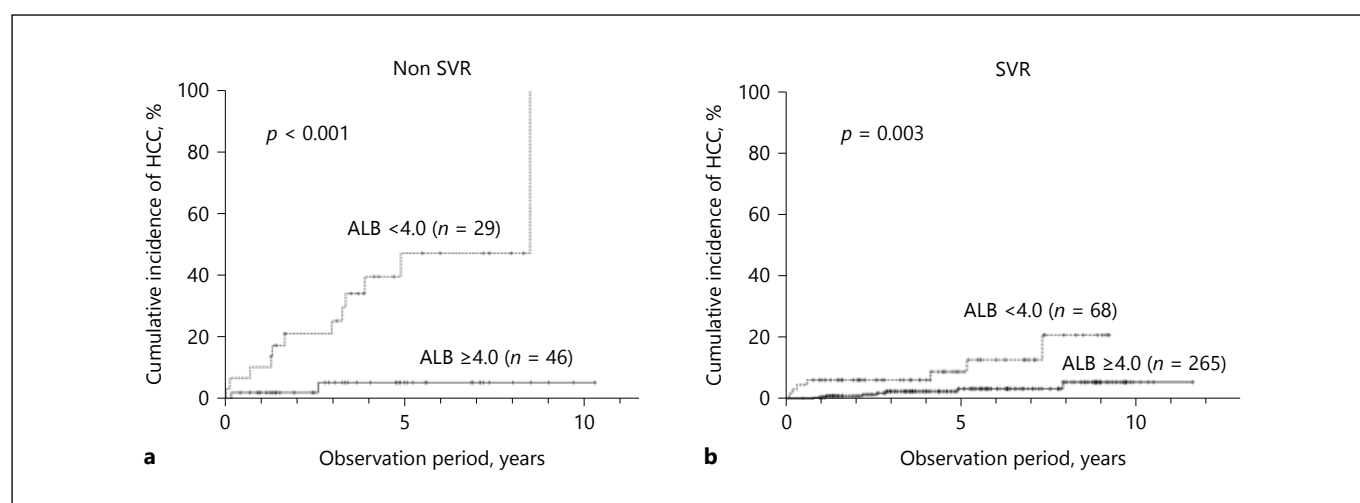 Non SVR
Cumulative incidence of HCC, %
100
80
60
40
20
0
p < 0.001
ALB <4.0 (n = 29)
ALB ≥4.0 (n = 46)
0
5
10
a
Observation period, years
SVR
Cumulative incidence of HCC, %
100
80
60
40
20
0
p = 0.003
ALB <4.0 (n = 68)
ALB ≥4.0 (n = 265)
0
5
10
b
Observation period, years